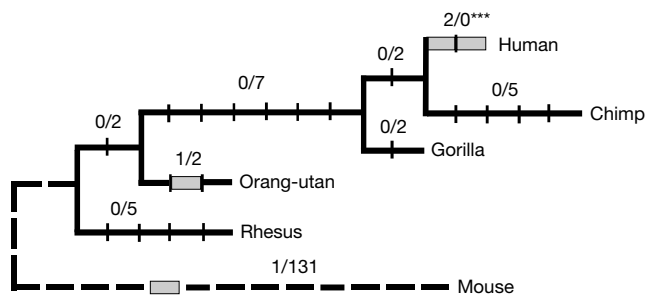 2/0***
Human
0/2
0/7
0/5
Chimp
0/2
0/2
Gorilla
1/2
Orang-utan
0/5
Rhesus
1/131
Mouse